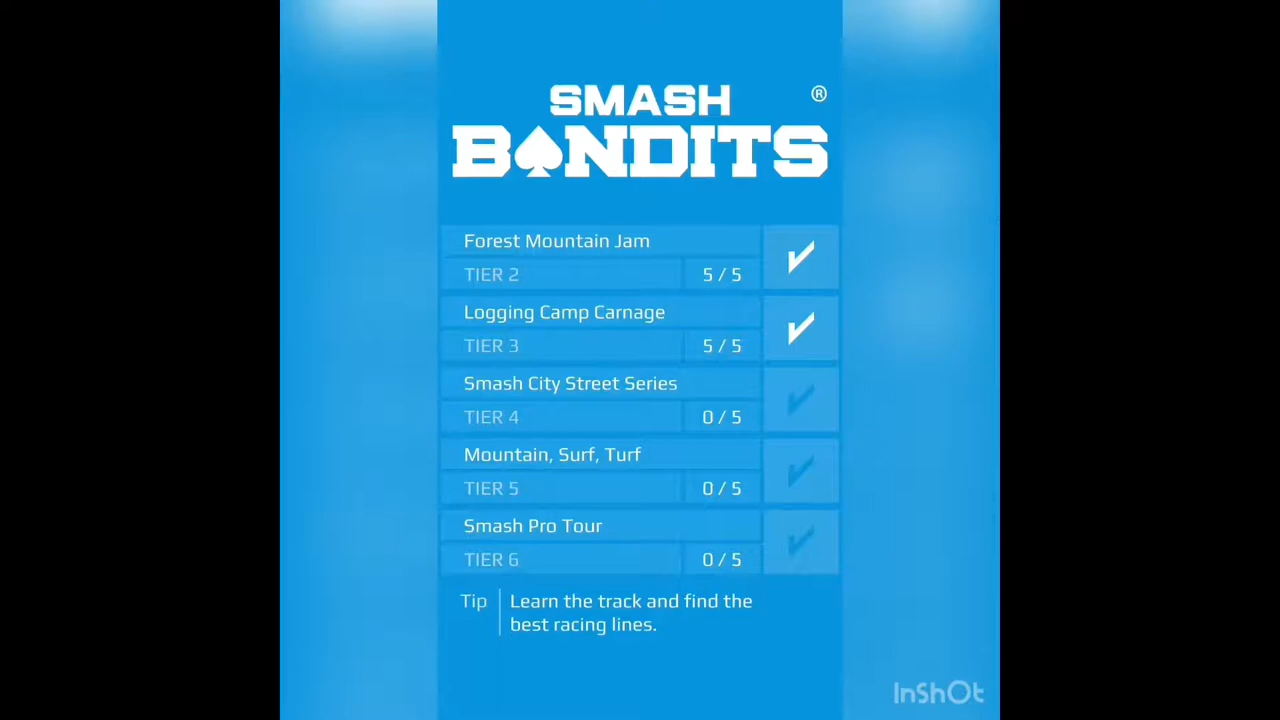 SMASH ®
BANDITS
Forest Mountain Jam
TIER 2 5 / 5
Logging Camp Carnage
TIER 3 5 / 5
Smash City Street Series
TIER 4 0 / 5
Mountain, Surf, Turf
TIER 5 0 / 5
Smash Pro Tour
TIER 6 0 / 5
Tip Learn the track and find the
best racing lines.
InShOt